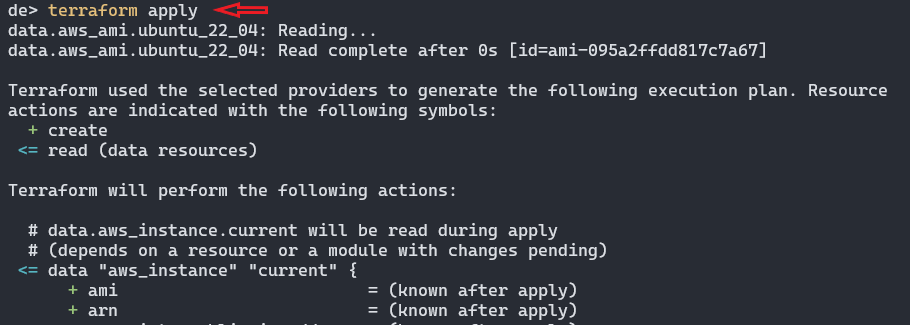 de> terraform apply
data.aws_ami.ubuntu_22_04: Reading...
data.aws_ami.ubuntu_22_04: Read complete after 0s [id=ami-095a2ffdd817c7a67]
Terraform used the selected providers to generate the following execution plan. Resource
actions are indicated with the following symbols:
+ create
<= read (data resources)
Terraform will perform the following actions:
# data.aws_instance.current will be read during apply
# (depends on a resource or a module with changes pending)
<= data "aws_instance" "current" {
+ ami = (known after apply)
+ arn = (known after apply)